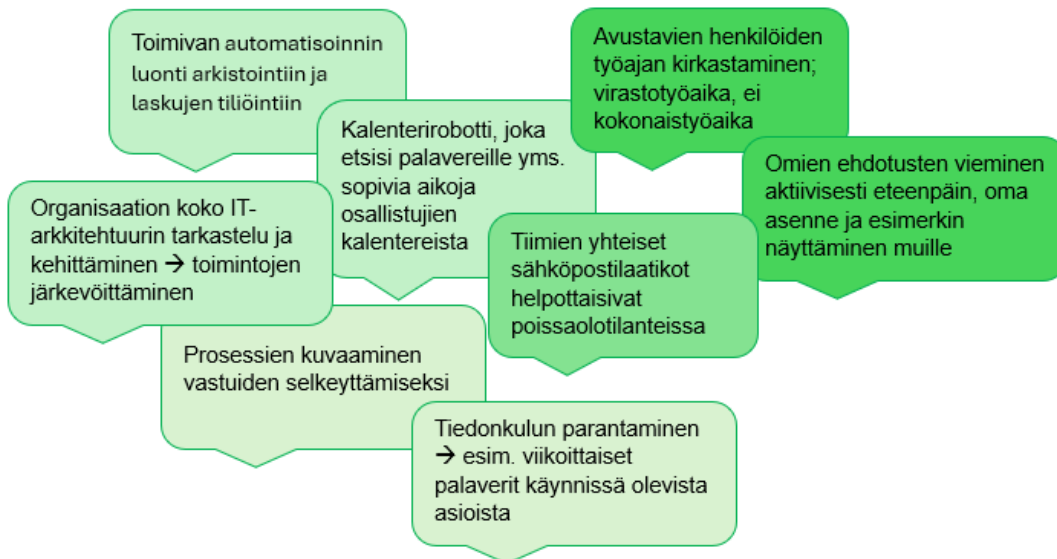 Toimivan automatisoinnin
luonti arkistointiin ja
laskujen tiliöintiin
Avustavien henkilöiden
työajan kirkastaminen;
virastotyöaika, ei
kokonaistyöaika
Kalenterirobotti, joka
etsisi palavereille yms.
sopivia aikoja
osallistujien
kalentereista
Omien ehdotusten vieminen
aktiivisesti eteenpäin, oma
asenne ja esimerkin
näyttäminen muille
Organisaation koko IT-
arkkitehtuurin tarkastelu ja
kehittäminen → toimintojen
järkevöittäminen
Tiimien yhteiset
sähköpostilaatikot
helpottaisivat
poissaolotilanteissa
Prosessien kuvaaminen
vastuiden selkeyttämiseksi
Tiedonkulun parantaminen
→ esim. viikoittaiset
palaverit käynnissä olevista
asioista